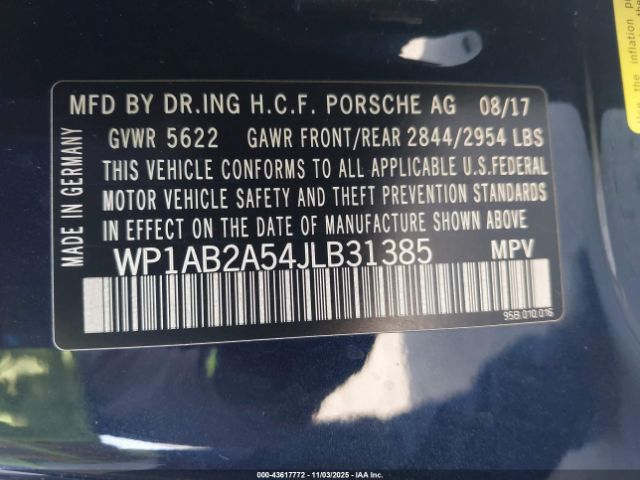 MFD BY DR.ING H.C.F. PORSCHE AG 08/17
GVWR 5622 GAWR FRONT/REAR 2844/2954 LBS
THIS VEHICLE CONFORMS TO ALL APPLICABLE U.S.FEDERAL
MOTOR VEHICLE SAFETY AND THEFT PREVENTION STANDARDS
IN EFFECT ON THE DATE OF MANUFACTURE SHOWN ABOVE
WP1AB2A54JLB31385 MPV
95B.010.016
MADE IN GERMANY
the inflation
000-43617772 - 11/03/2025 - IAA Inc.